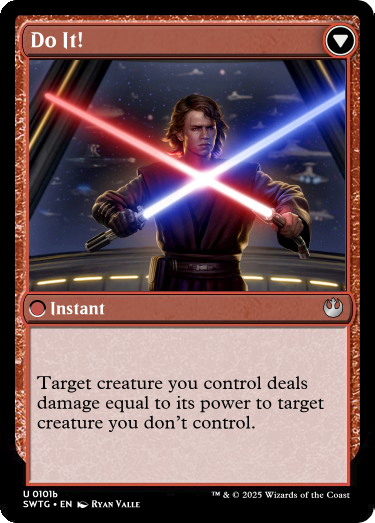 Do It!
Instant
Target creature you control deals
damage equal to its power to target
creature you don't control.
U 0101b
SWTG • EN Ryan Valle
™ & © 2025 Wizards of the Coast